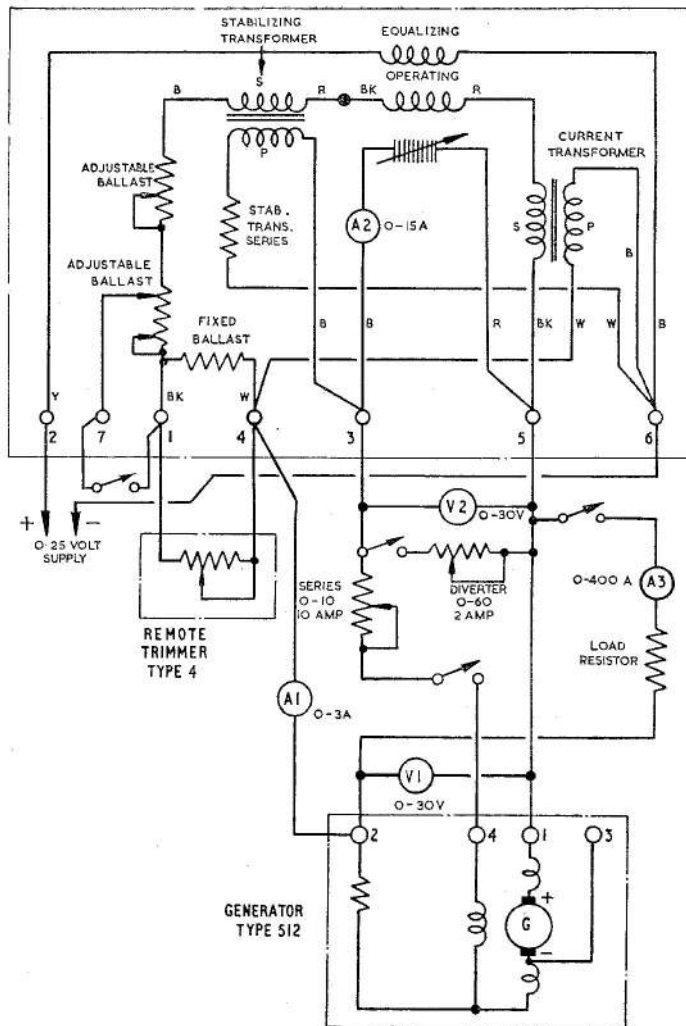 STABILIZING
TRANSFORMER
EQUALIZING
OPERATING
S
B
R
BK
R
P
CURRENT
TRANSFORMER
ADJUSTABLE
BALLAST
STAB.
TRANS.
SERIES
A2
0-15A
S
P
B
ADJUSTABLE
BALLAST
FIXED
BALLAST
B
B
R
BK
W
W
B
Y
BK
W
2
7
1
4
3
5
6
+
-
0-25 VOLT
SUPPLY
V2
0-30V
SERIES
0-10
10 AMP
DIVERTER
0-60
2 AMP
0-400 A
A3
REMOTE
TRIMMER
TYPE 4
LOAD
RESISTOR
A1
0-3A
V1
0-30V
2
4
1
3
GENERATOR
TYPE 512
+
G
-